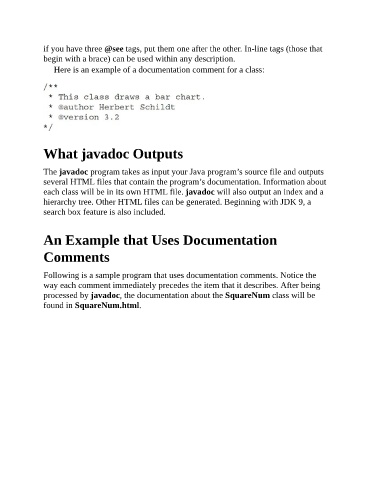 if you have three @see tags, put them one after the other. In-line tags (those that
begin with a brace) can be used within any description.
Here is an example of a documentation comment for a class:
/**
* This class draws a bar chart.
* @author Herbert Schildt
* @version 3.2
*/
What javadoc Outputs
The javadoc program takes as input your Java program’s source file and outputs
several HTML files that contain the program’s documentation. Information about
each class will be in its own HTML file. javadoc will also output an index and a
hierarchy tree. Other HTML files can be generated. Beginning with JDK 9, a
search box feature is also included.
An Example that Uses Documentation
Comments
Following is a sample program that uses documentation comments. Notice the
way each comment immediately precedes the item that it describes. After being
processed by javadoc, the documentation about the SquareNum class will be
found in SquareNum.html.